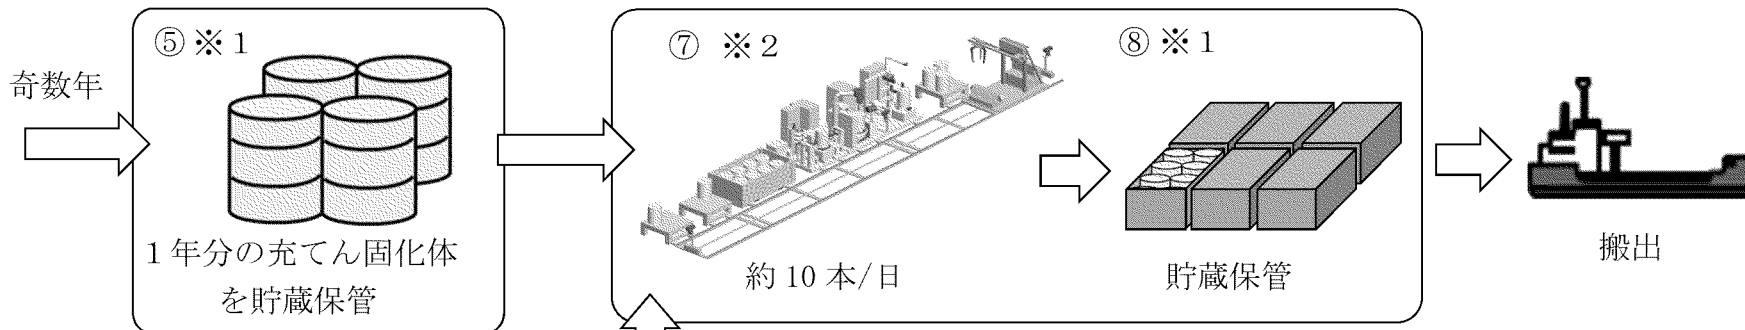 奇数年
⑤ ※1
1年分の充てん固化体
を貯蔵保管
⑦ ※2
約10本/日
⑧ ※1
貯蔵保管
搬出